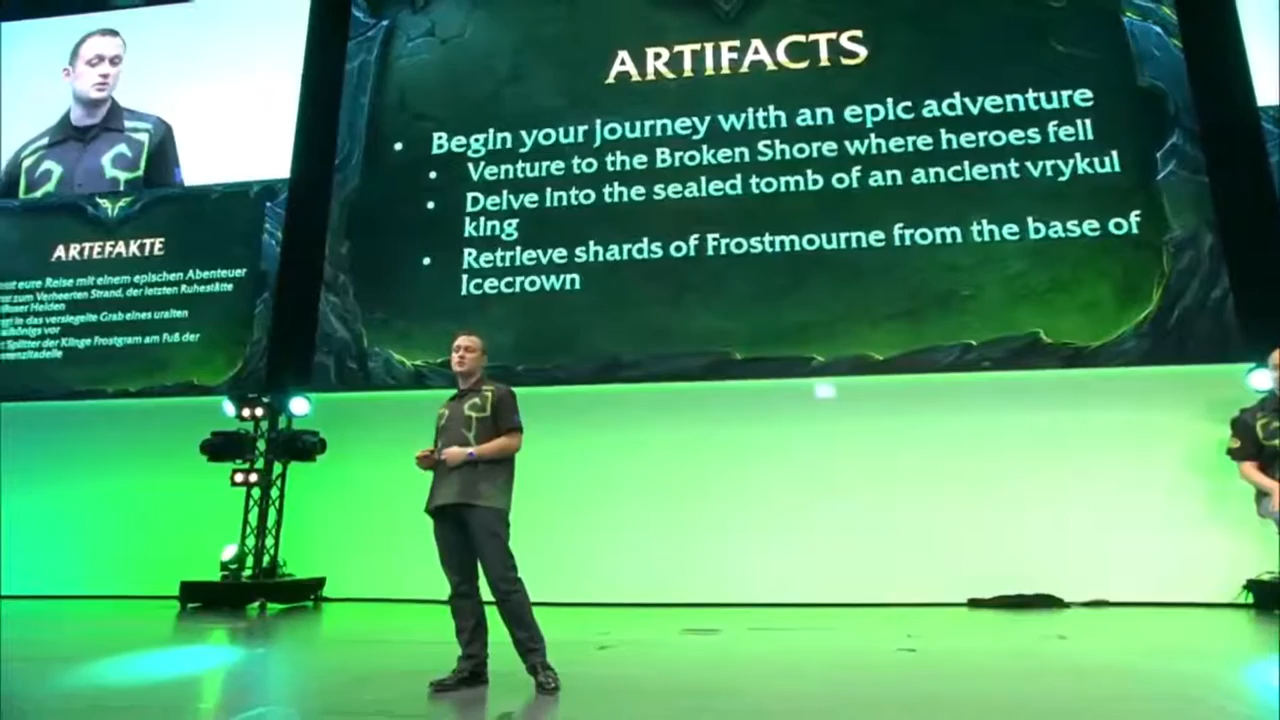 ARTIFACTS
Begin your journey with an epic adventure
Venture to the Broken Shore where heroes fell
Delve into the sealed tomb of an ancient vrykul
king
Retrieve shards of Frostmourne from the base of
Icecrown
ARTEFAKTE
eure Reise mit einem epischen Abenteuer
zum Verheerten Strand, der letzten Ruhestätte
Helden
in das versiegelte Grab eines uralten
vor
Splitter der Klinge Frostgram am Fuß der